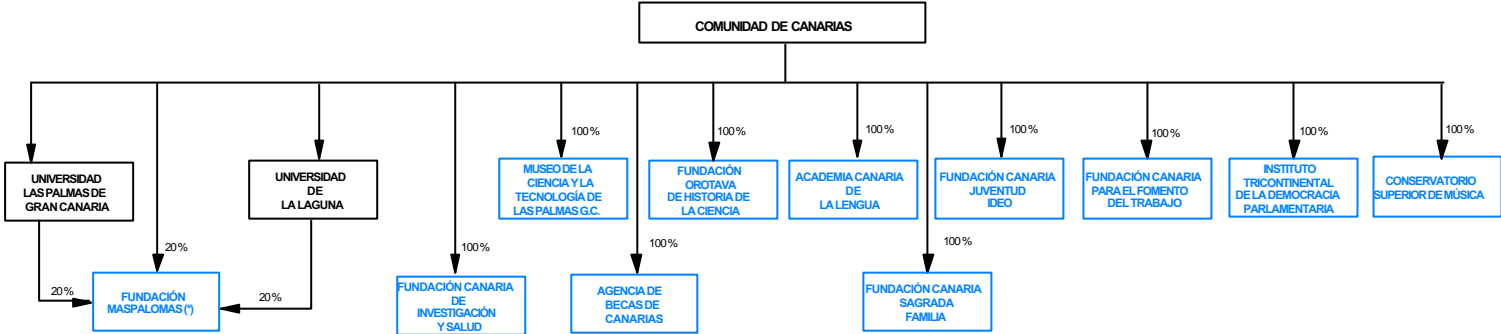 COMUNIDAD DE CANARIAS
100%
100%
100%
100%
100%
100%
100%
UNIVERSIDAD
LAS PALMAS DE
GRAN CANARIA
UNIVERSIDAD
DE
LA LAGUNA
MUSEO DE LA
CIENCIA Y LA
TECNOLOGÍA DE
LAS PALMAS G.C.
FUNDACIÓN
OROTAVA
DE HISTORIA DE
LA CIENCIA
ACADEMIA CANARIA
DE
LA LENGUA
FUNDACIÓN CANARIA
JUVENTUD
IDEO
FUNDACIÓN CANARIA
PARA EL FOMENTO
DEL TRABAJO
INSTITUTO
TRICONTINENTAL
DE LA DEMOCRACIA
PARLAMENTARIA
CONSERVATORIO
SUPERIOR DE MÚSICA
20%
100%
100%
100%
20%
20%
FUNDACIÓN
MASPALOMAS (*)
FUNDACIÓN CANARIA
DE
INVESTIGACIÓN
Y SALUD
AGENCIA DE
BECAS DE
CANARIAS
FUNDACIÓN CANARIA
SAGRADA
FAMILIA